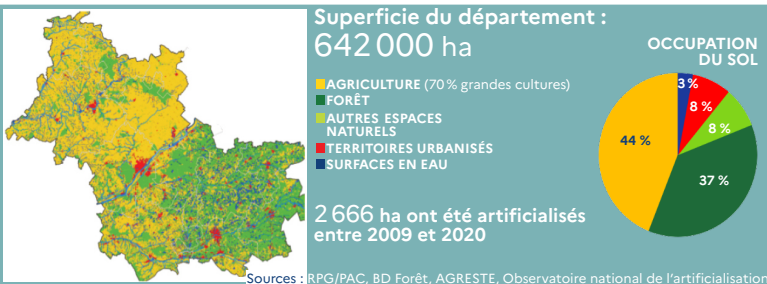 Superficie du département :
642 000 ha
AGRICULTURE (70 % grandes cultures)
FORÊT
AUTRES ESPACES
NATURELS
TERRITOIRES URBANISÉS
SURFACES EN EAU
2 666 ha ont été artificialisés
entre 2009 et 2020
OCCUPATION
DU SOL
3 %
8 %
8 %
44 %
37 %
Sources : RPG/PAC, BD Forêt, AGRESTE, Observatoire national de l'artificialisation